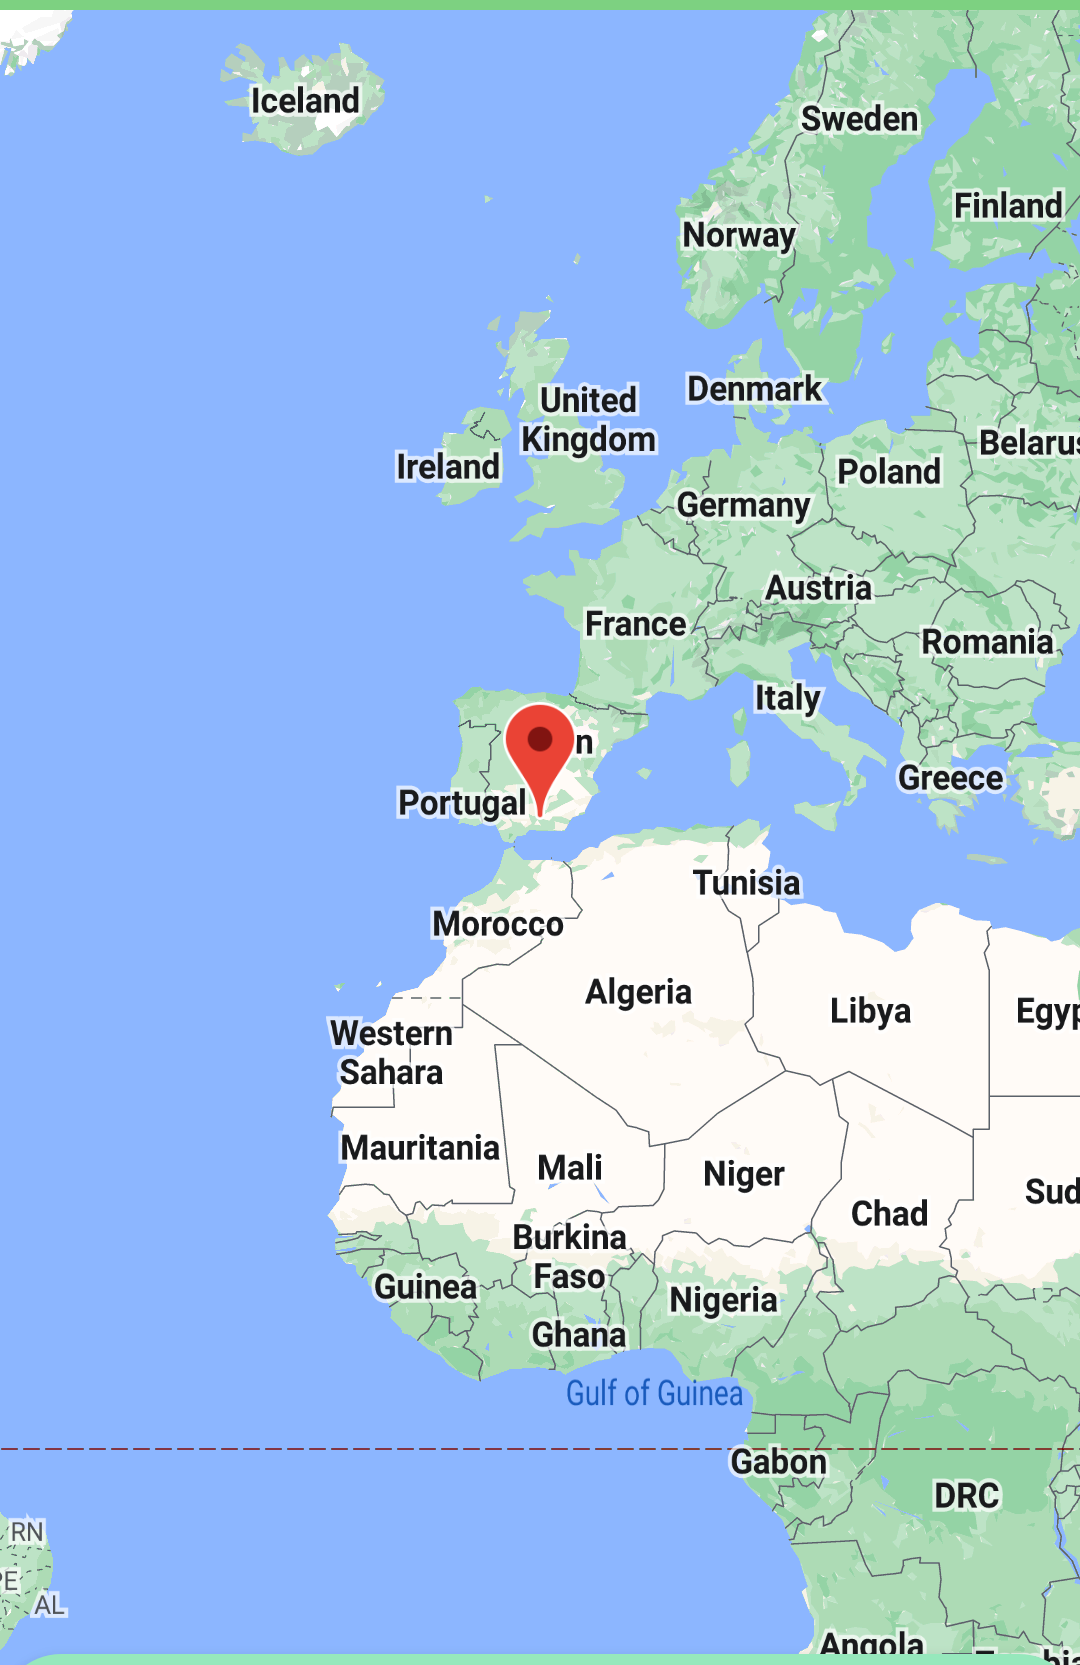 Iceland
Sweden
Finland
Norway
Denmark
United
Kingdom
Belarus
Ireland
Poland
Germany
Austria
France
Romania
Italy
n
Greece
Portugal
Tunisia
Morocco
Algeria
Libya
Egyp
Western
Sahara
Mauritania
Mali
Niger
Sud
Chad
Burkina
Faso
Guinea
Nigeria
Ghana
Gulf of Guinea
Gabon
DRC
RN
PE
AL
Angola